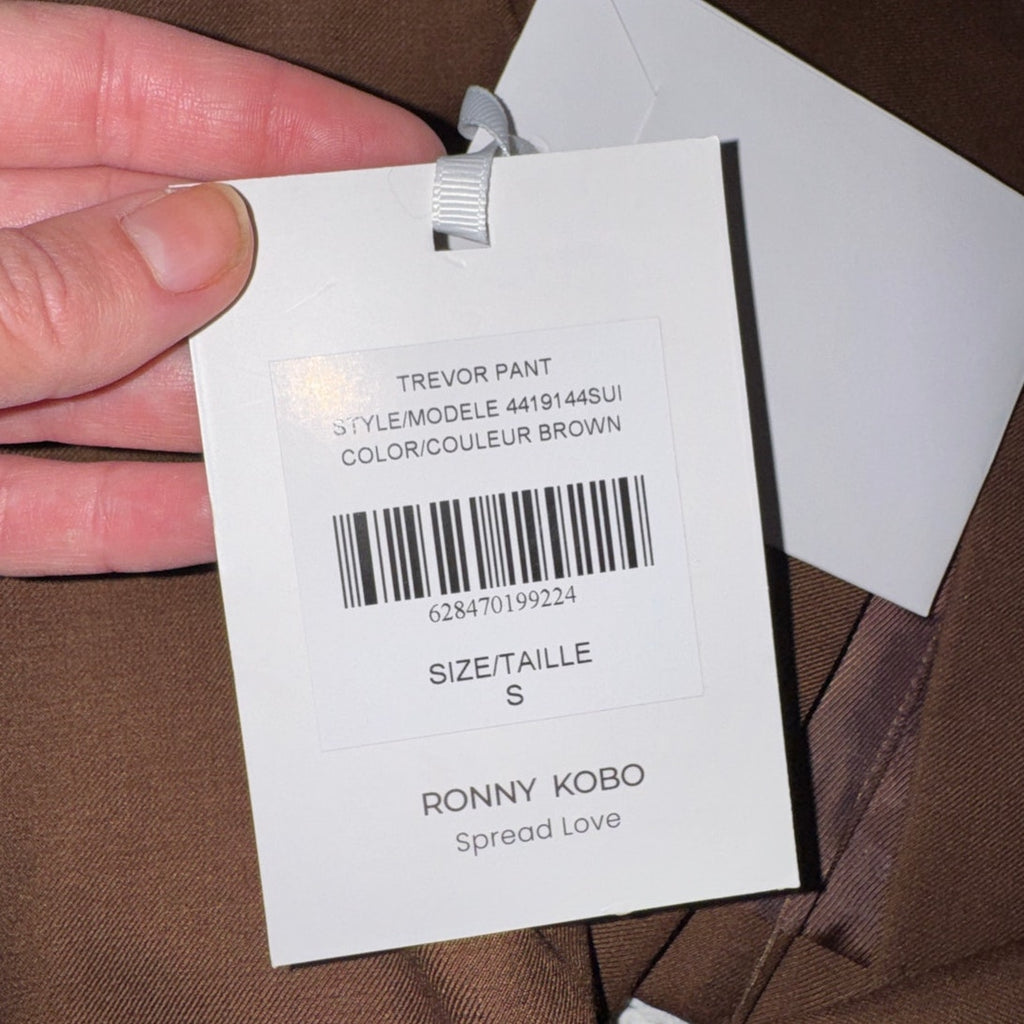 TREVOR PANT
STYLE/MODELE 4419144SUI
COLOR/COULEUR BROWN
628470199224
SIZE/TAILLE
S
RONNY KOBO
Spread Love